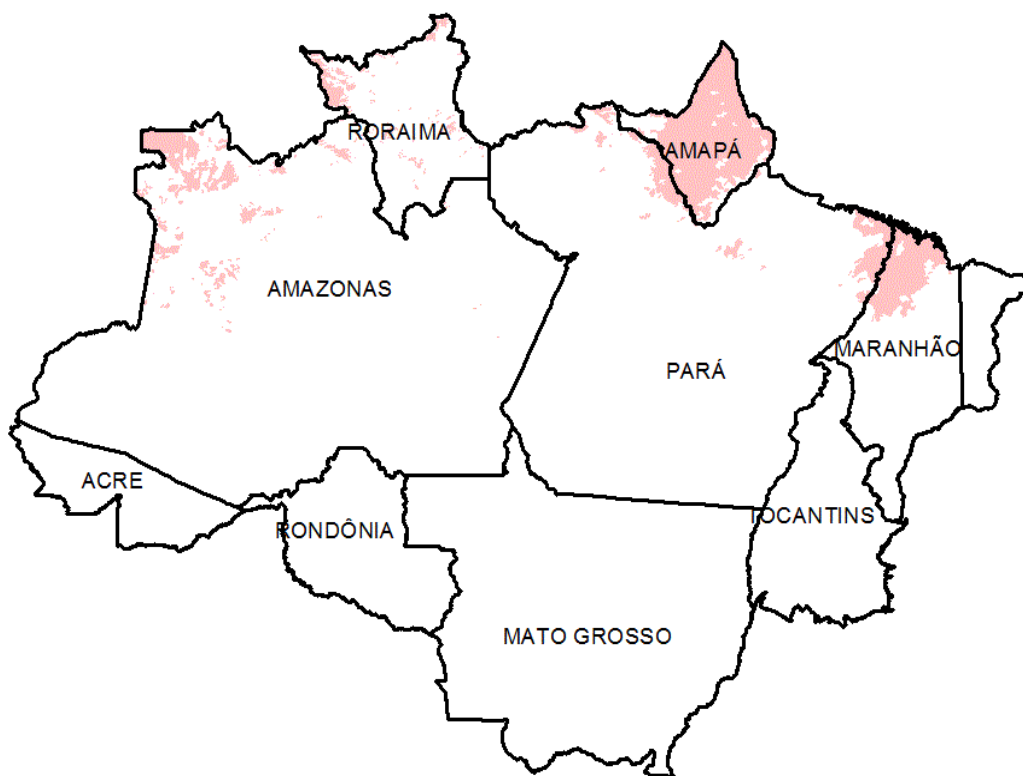 RORAIMA
AMAPÁ
AMAZONAS
MARANHÃO
PARÁ
ACRE
TOCANTINS
RONDÔNIA
MATO GROSSO